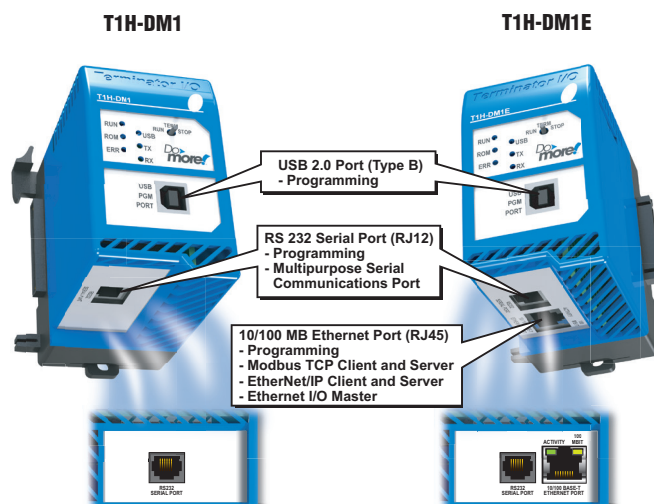 T1H-DM1
T1H-DM1E
Terminator I/O
T1H-DN1
RUN
ROM
ERR
USB
TX
RX
TERM
RUN STOP
Do-more!
USB
PGM
PORT
Terminator I/O
T1H-DM1E
RUN
ROM
ERR
USB
TX
RX
TERM
RUN STOP
Do-more!
USB
PGM
PORT
USB 2.0 Port (Type B)
- Programming
RS 232 Serial Port (RJ12)
- Programming
- Multipurpose Serial
Communications Port
10/100 MB Ethernet Port (RJ45)
- Programming
- Modbus TCP Client and Server
- EtherNet/IP Client and Server
- Ethernet I/O Master
RS232
SERIAL PORT
ACTIVITY
100
MBIT
RS232
SERIAL PORT
10/100 BASE-T
ETHERNET PORT